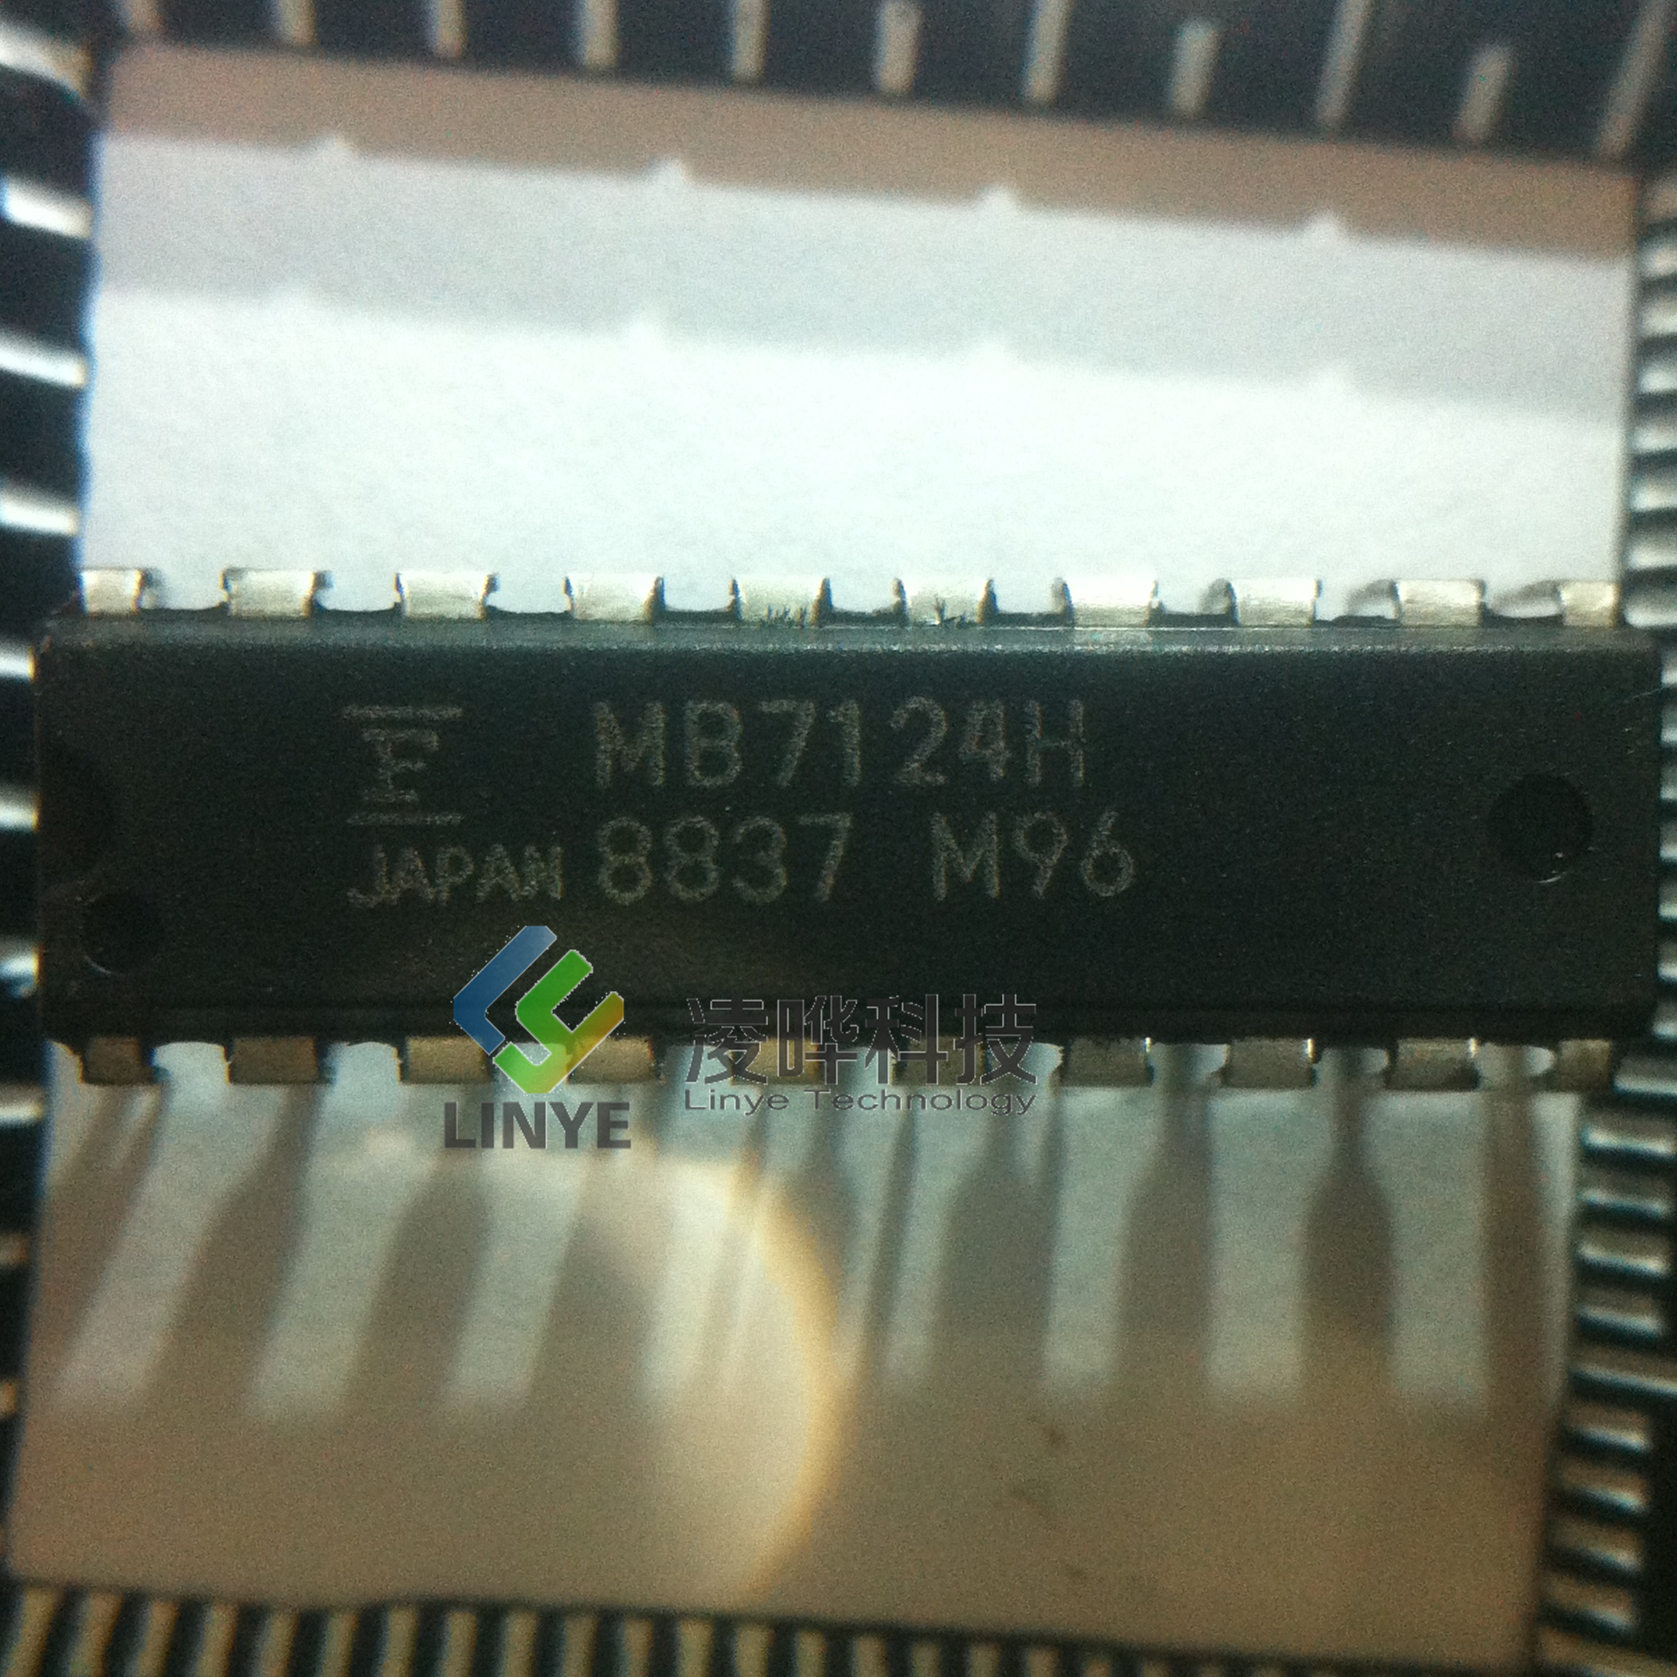 F
MB7124H
JAPAN 8837 M96
凌晔科技
Linye Technology
LINYE